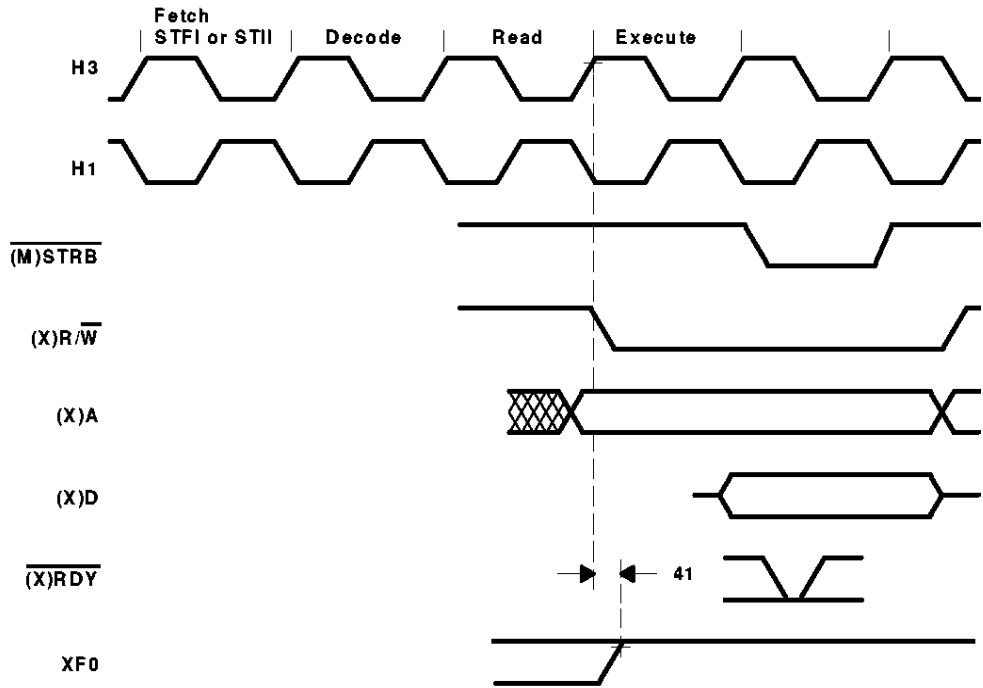 Fetch
STFI or STII
Decode
Read
Execute
H3
H1
(M)STRB
(X)R/W
(X)A
(X)D
(X)RDY
41
XF0